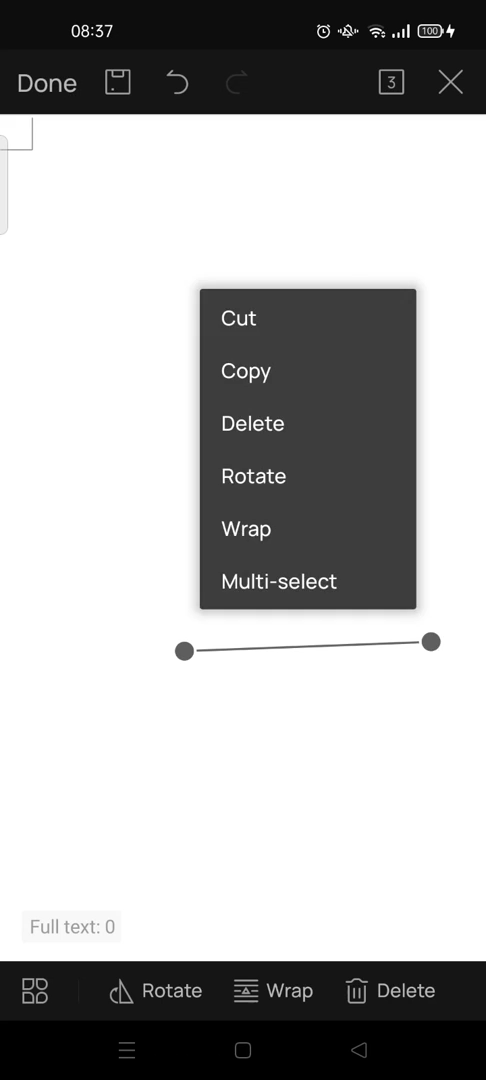 08:37
100
Done
3
Cut
Copy
Delete
Rotate
Wrap
Multi-select
Full text: 0
Rotate Wrap Delete